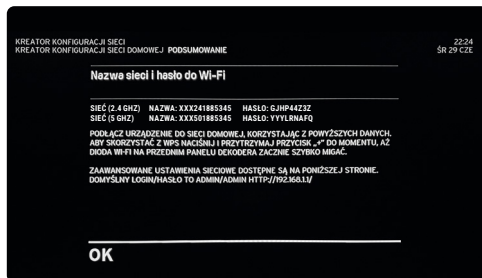 KREATOR KONFIGURACJI SIECI
22:24
KREATOR KONFIGURACJI SIECI DOMOWEJ PODSUMOWANIE
ŚR 29 CZE
Nazwa sieci i hasło do Wi-Fi
SIEĆ (2.4 GHZ) NAZWA: XXX241885345 HASŁO: GJHP44Z3Z
SIEĆ (5 GHZ) NAZWA: XXX501885345 HASŁO: YYYLRNAFQ
PODŁĄCZ URZĄDZENIE DO SIECI DOMOWEJ, KORZYSTAJĄC Z POWYŻSZYCH DANYCH.
ABY SKORZYSTAĆ Z WPS NACIŚNIJ I PRZYTRZYMAJ PRZYCISK „+" DO MOMENTU, AŻ
DIODA WI-FI NA PRZEDNIM PANELU DEKODERA ZACZNIE SZYBKO MIGAĆ.
ZAAWANSOWANE USTAWIENIA SIECIOWE DOSTĘPNE SĄ NA PONIŻSZEJ STRONIE.
DOMYŚLNY LOGIN/HASŁO TO ADMIN/ADMIN HTTP://192.168.1.1/
OK